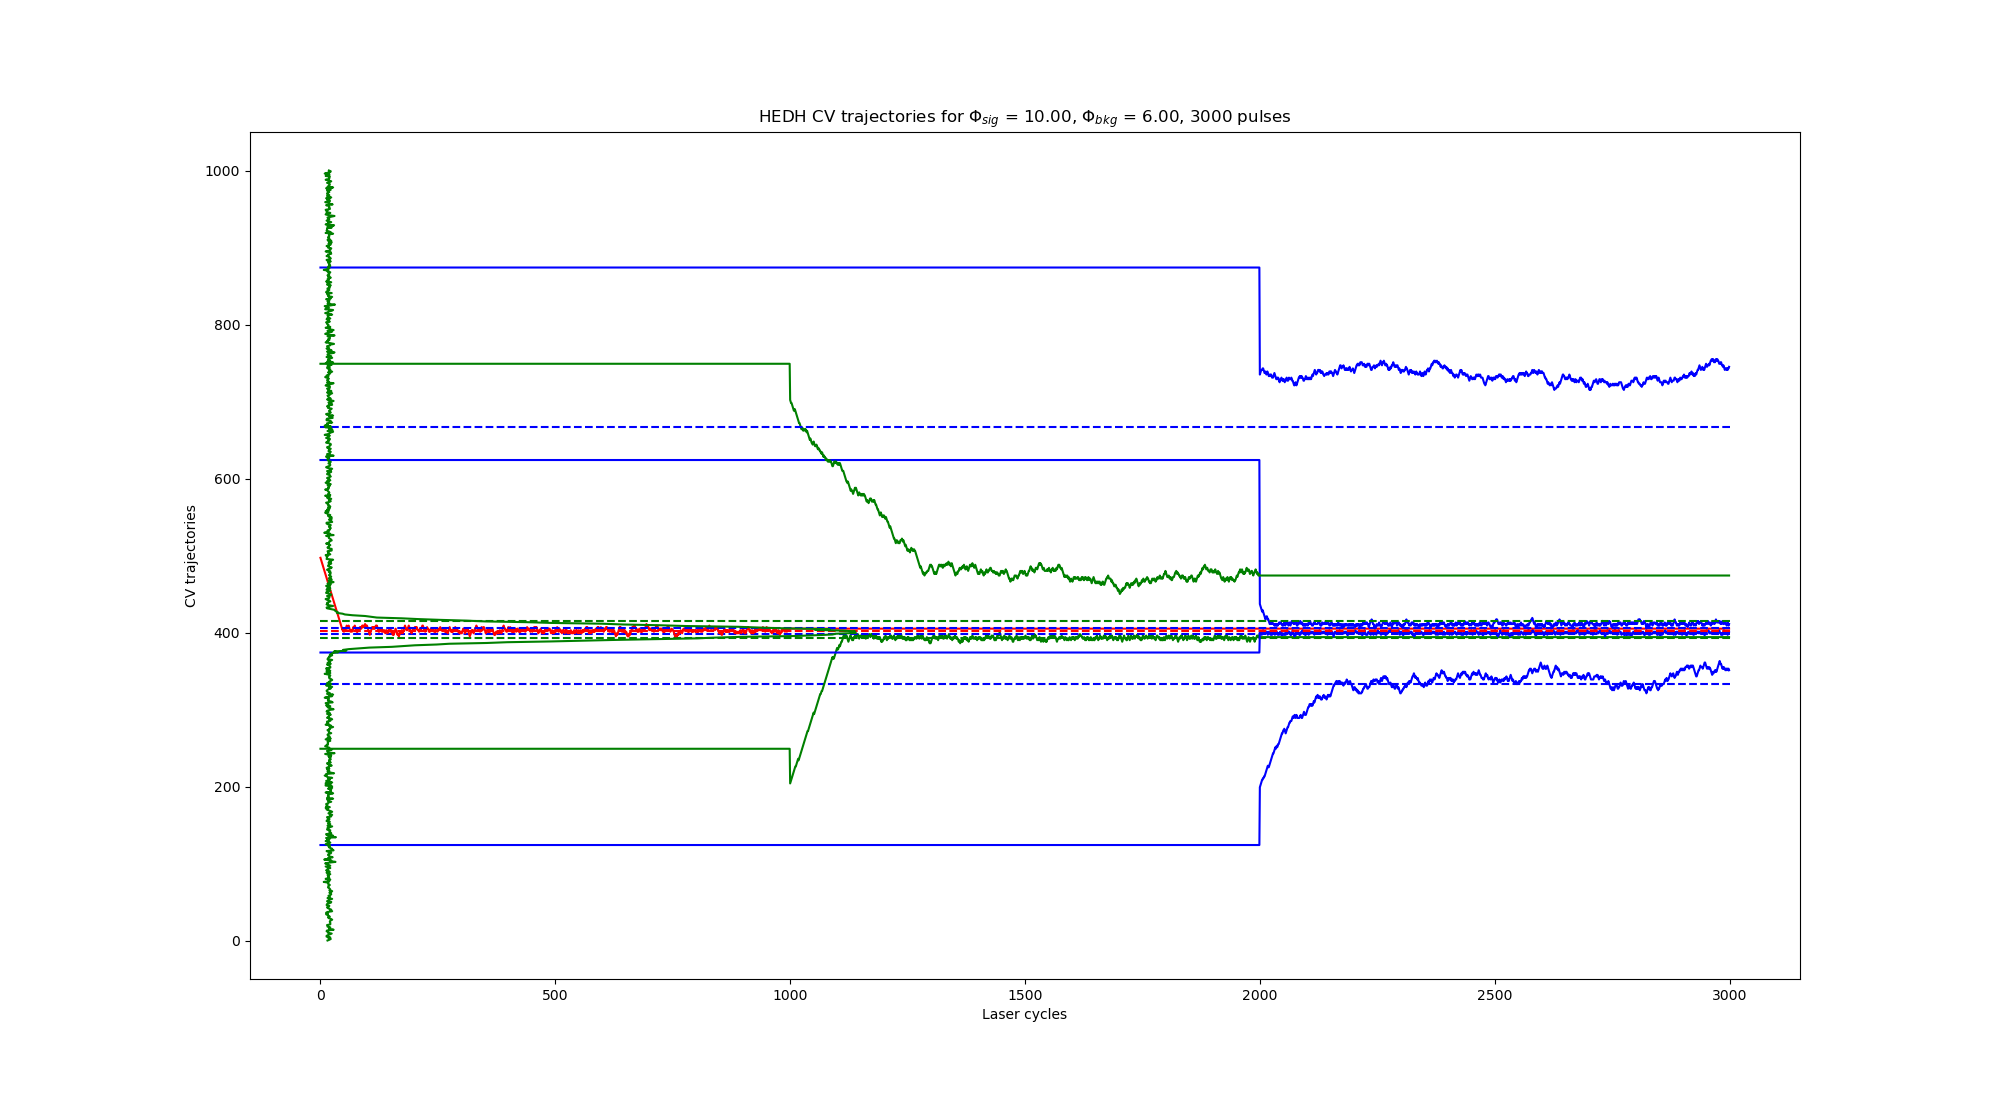 HEDH CV trajectories for Φsig = 10.00, Φbkg = 6.00, 3000 pulses
1000
800
600
400
200
0
CV trajectories
0 500 1000 1500 2000 2500 3000
Laser cycles